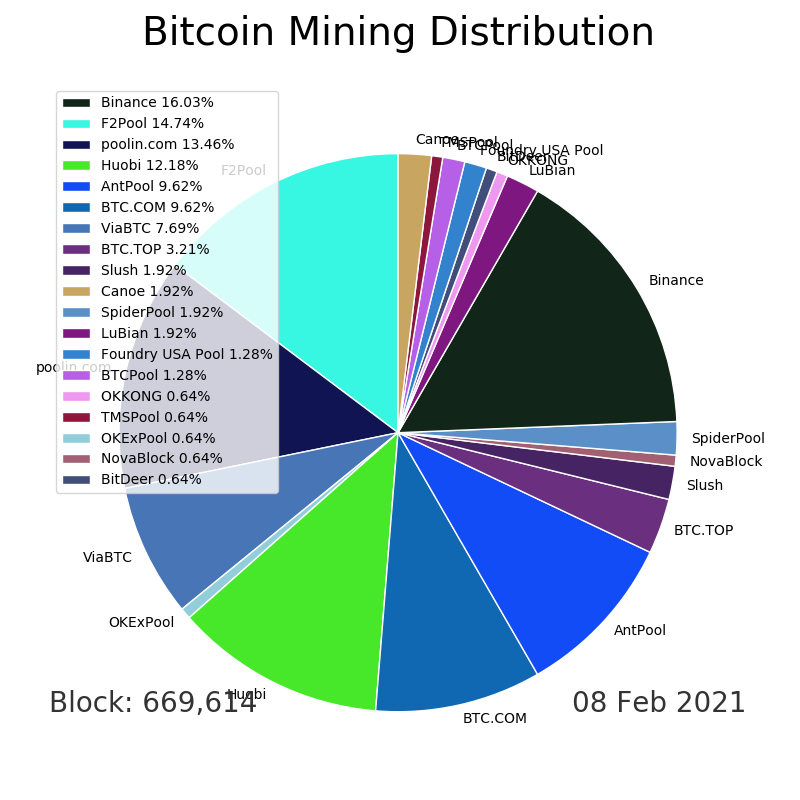 Bitcoin Mining Distribution
Binance 16.03%
F2Pool 14.74%
poolin.com 13.46%
Huobi 12.18%
AntPool 9.62%
BTC.COM 9.62%
ViaBTC 7.69%
BTC.TOP 3.21%
Slush 1.92%
Canoe 1.92%
SpiderPool 1.92%
LuBian 1.92%
Foundry USA Pool 1.28%
BTCPool 1.28%
OKKONG 0.64%
TMSPool 0.64%
OKExPool 0.64%
NovaBlock 0.64%
BitDeer 0.64%
Canoe
TMSPool
BTCPool
Foundry USA Pool
BitDeer
OKKONG
LuBian
F2Pool
Binance
poolin.com
SpiderPool
NovaBlock
Slush
BTC.TOP
ViaBTC
OKExPool
AntPool
Huobi
BTC.COM
Block: 669,614
08 Feb 2021